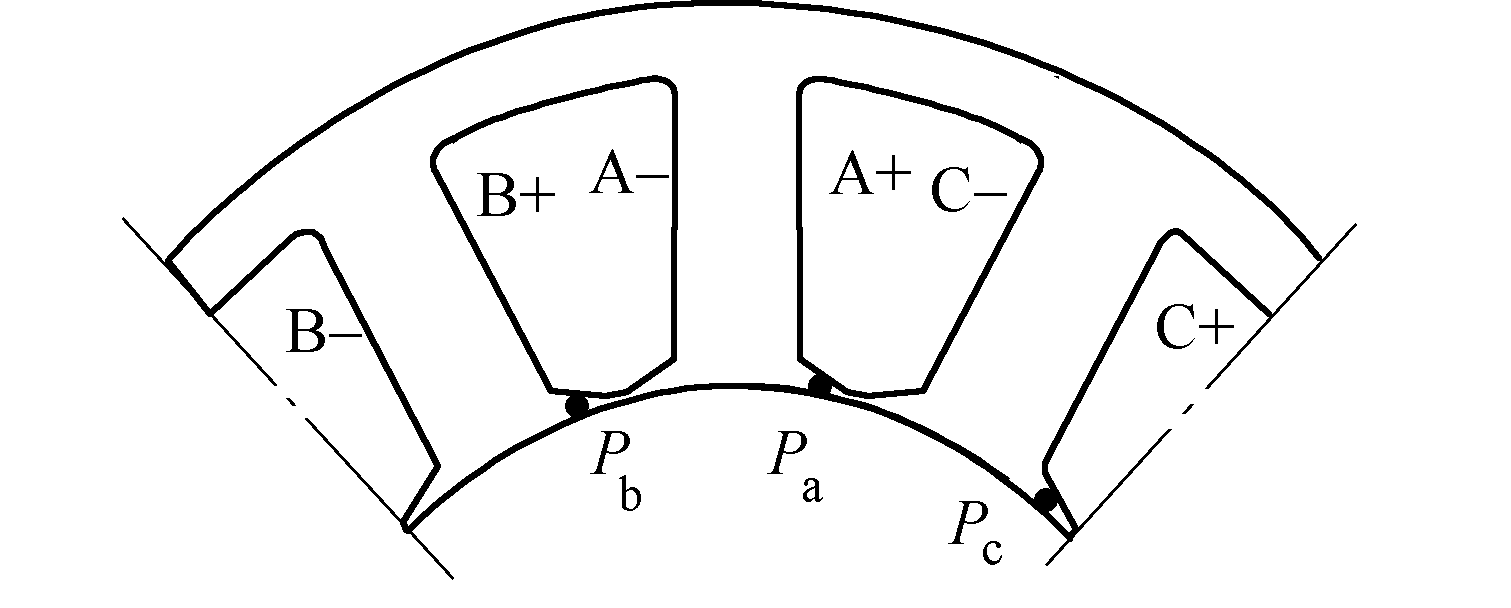 B+ A− A+ C−
B− C+
Pb Pa Pc